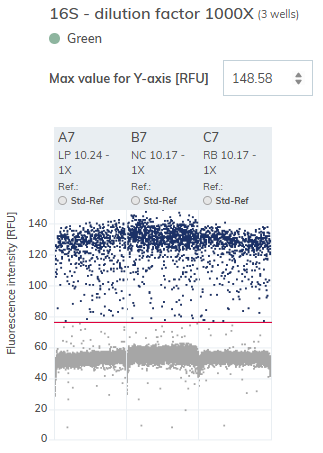 16S - dilution factor 1000X (3 wells)
Green
Max value for Y-axis [RFU] 148.58
A7 B7 C7
LP 10.24 - 1X NC 10.17 - 1X RB 10.17 - 1X
Ref.: Ref.: Ref.:
Std-Ref Std-Ref Std-Ref
Fluorescence intensity [RFU]
140
120
100
80
60
40
20
0